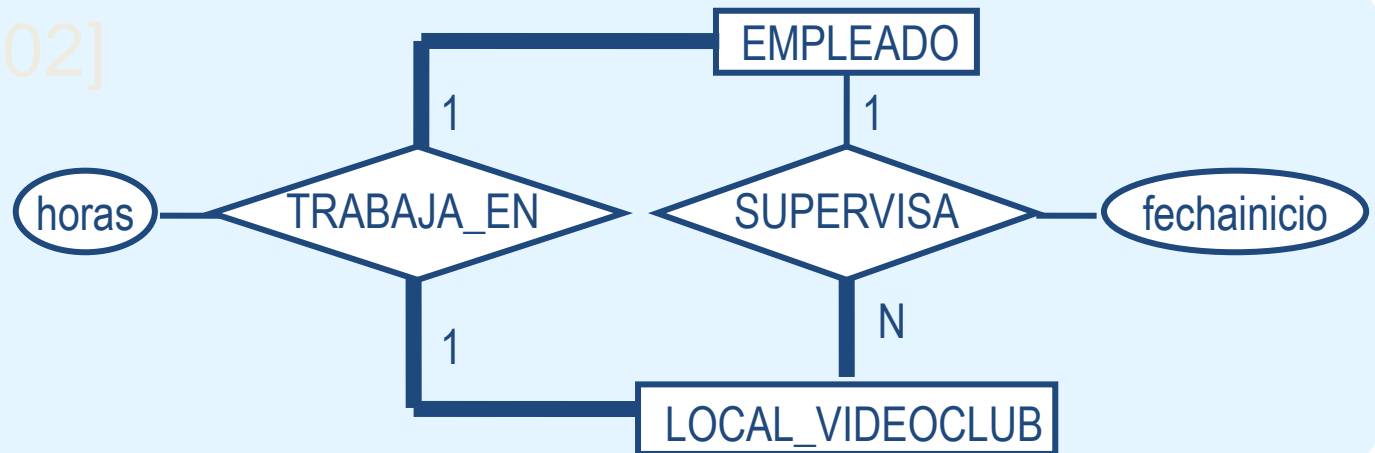 02]
EMPLEADO
1
1
horas
TRABAJA_EN
SUPERVISA
fechainicio
1
N
LOCAL_VIDEOCLUB